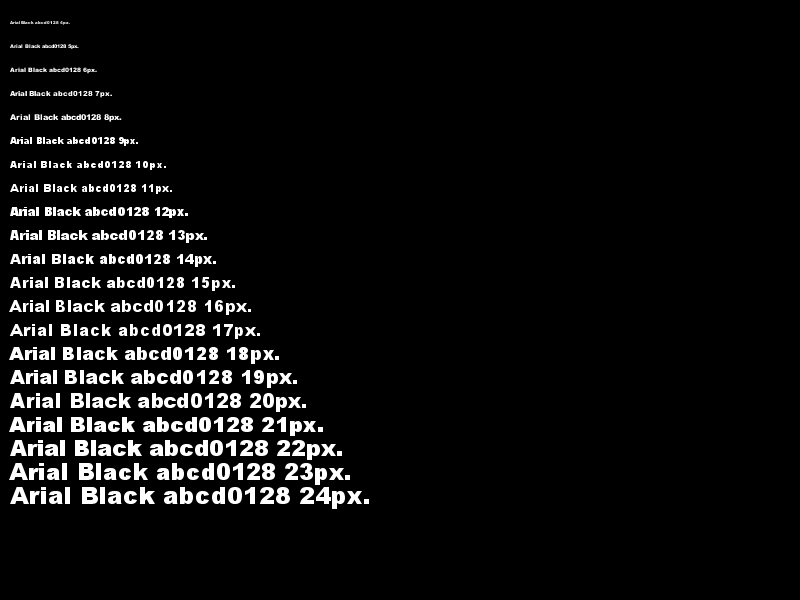 Arial Black abcd0128 4px.
Arial Black abcd0128 5px.
Arial Black abcd0128 6px.
Arial Black abcd0128 7px.
Arial Black abcd0128 8px.
Arial Black abcd0128 9px.
Arial Black abcd0128 10px.
Arial Black abcd0128 11px.
Arial Black abcd0128 12px.
Arial Black abcd0128 13px.
Arial Black abcd0128 14px.
Arial Black abcd0128 15px.
Arial Black abcd0128 16px.
Arial Black abcd0128 17px.
Arial Black abcd0128 18px.
Arial Black abcd0128 19px.
Arial Black abcd0128 20px.
Arial Black abcd0128 21px.
Arial Black abcd0128 22px.
Arial Black abcd0128 23px.
Arial Black abcd0128 24px.